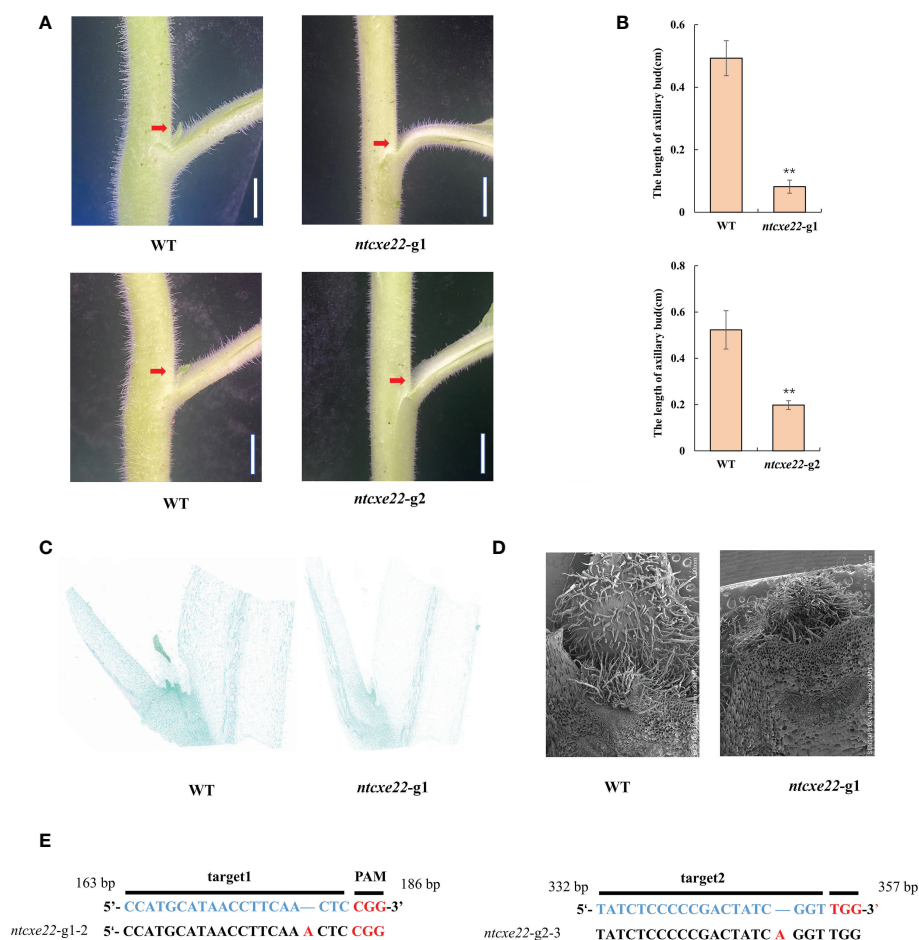 A
B
WT
ntcxe22-g1
WT
ntcxe22-g2
The length of axillary bud(cm)
0.6
0.4
0.2
0
**
WT
ntcxe22-g1
The length of axillary bud(cm)
0.8
0.6
0.4
0.2
0
**
WT
ntcxe22-g2
C
D
WT
ntcxe22-g1
WT
ntcxe22-g1
E
163 bp
target1
PAM
186 bp
5'- CCATGCATAACCTTCAA— CTC CGG-3'
ntcxe22-g1-2 5'- CCATGCATAACCTTCAA A CTC CGG
332 bp
target2
357 bp
5'- TATCTCCCCCGACTATC — GGT TGG-3'
ntcxe22-g2-3 TATCTCCCCCGACTATC A GGT TGG